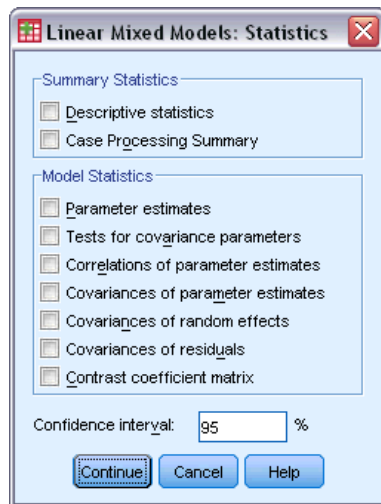 Linear Mixed Models: Statistics
Summary Statistics
Descriptive statistics
Case Processing Summary
Model Statistics
Parameter estimates
Tests for covariance parameters
Correlations of parameter estimates
Covariances of parameter estimates
Covariances of random effects
Covariances of residuals
Contrast coefficient matrix
Confidence interval: 95 %
Continue Cancel Help